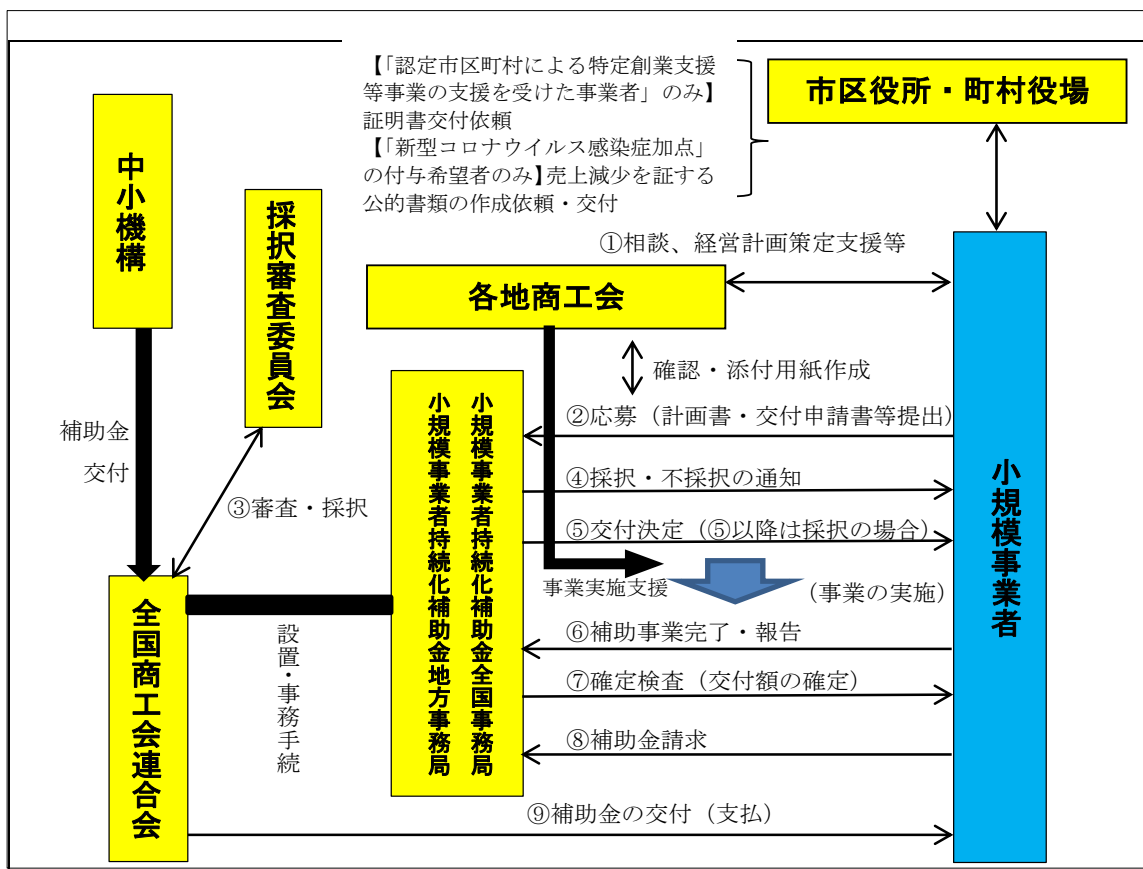 【「認定市区町村による特定創業支援
等事業の支援を受けた事業者」のみ】
証明書交付依頼
【「新型コロナウイルス感染症加点」
の付与希望者のみ】売上減少を証する
公的書類の作成依頼・交付
市区役所・町村役場
中小機構
採択審査委員会
①相談、経営計画策定支援等
各地商工会
確認・添付用紙作成
補助金
交付
③審査・採択
小規模事業者持続化補助金全国事務局
小規模事業者持続化補助金地方事務局
②応募（計画書・交付申請書等提出）
④採択・不採択の通知
⑤交付決定（⑤以降は採択の場合）
事業実施支援
（事業の実施）
小規模事業者
全国商工会連合会
設置・事務手続
⑥補助事業完了・報告
⑦確定検査（交付額の確定）
⑧補助金請求
⑨補助金の交付（支払）